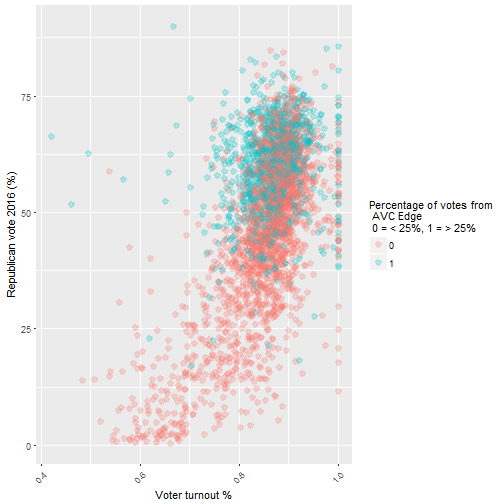 75
50
25
0
0.4
0.6
0.8
1.0
Republican vote 2016 (%)
Voter turnout %
Percentage of votes from
AVC Edge
0 = < 25%, 1 = > 25%
0
1